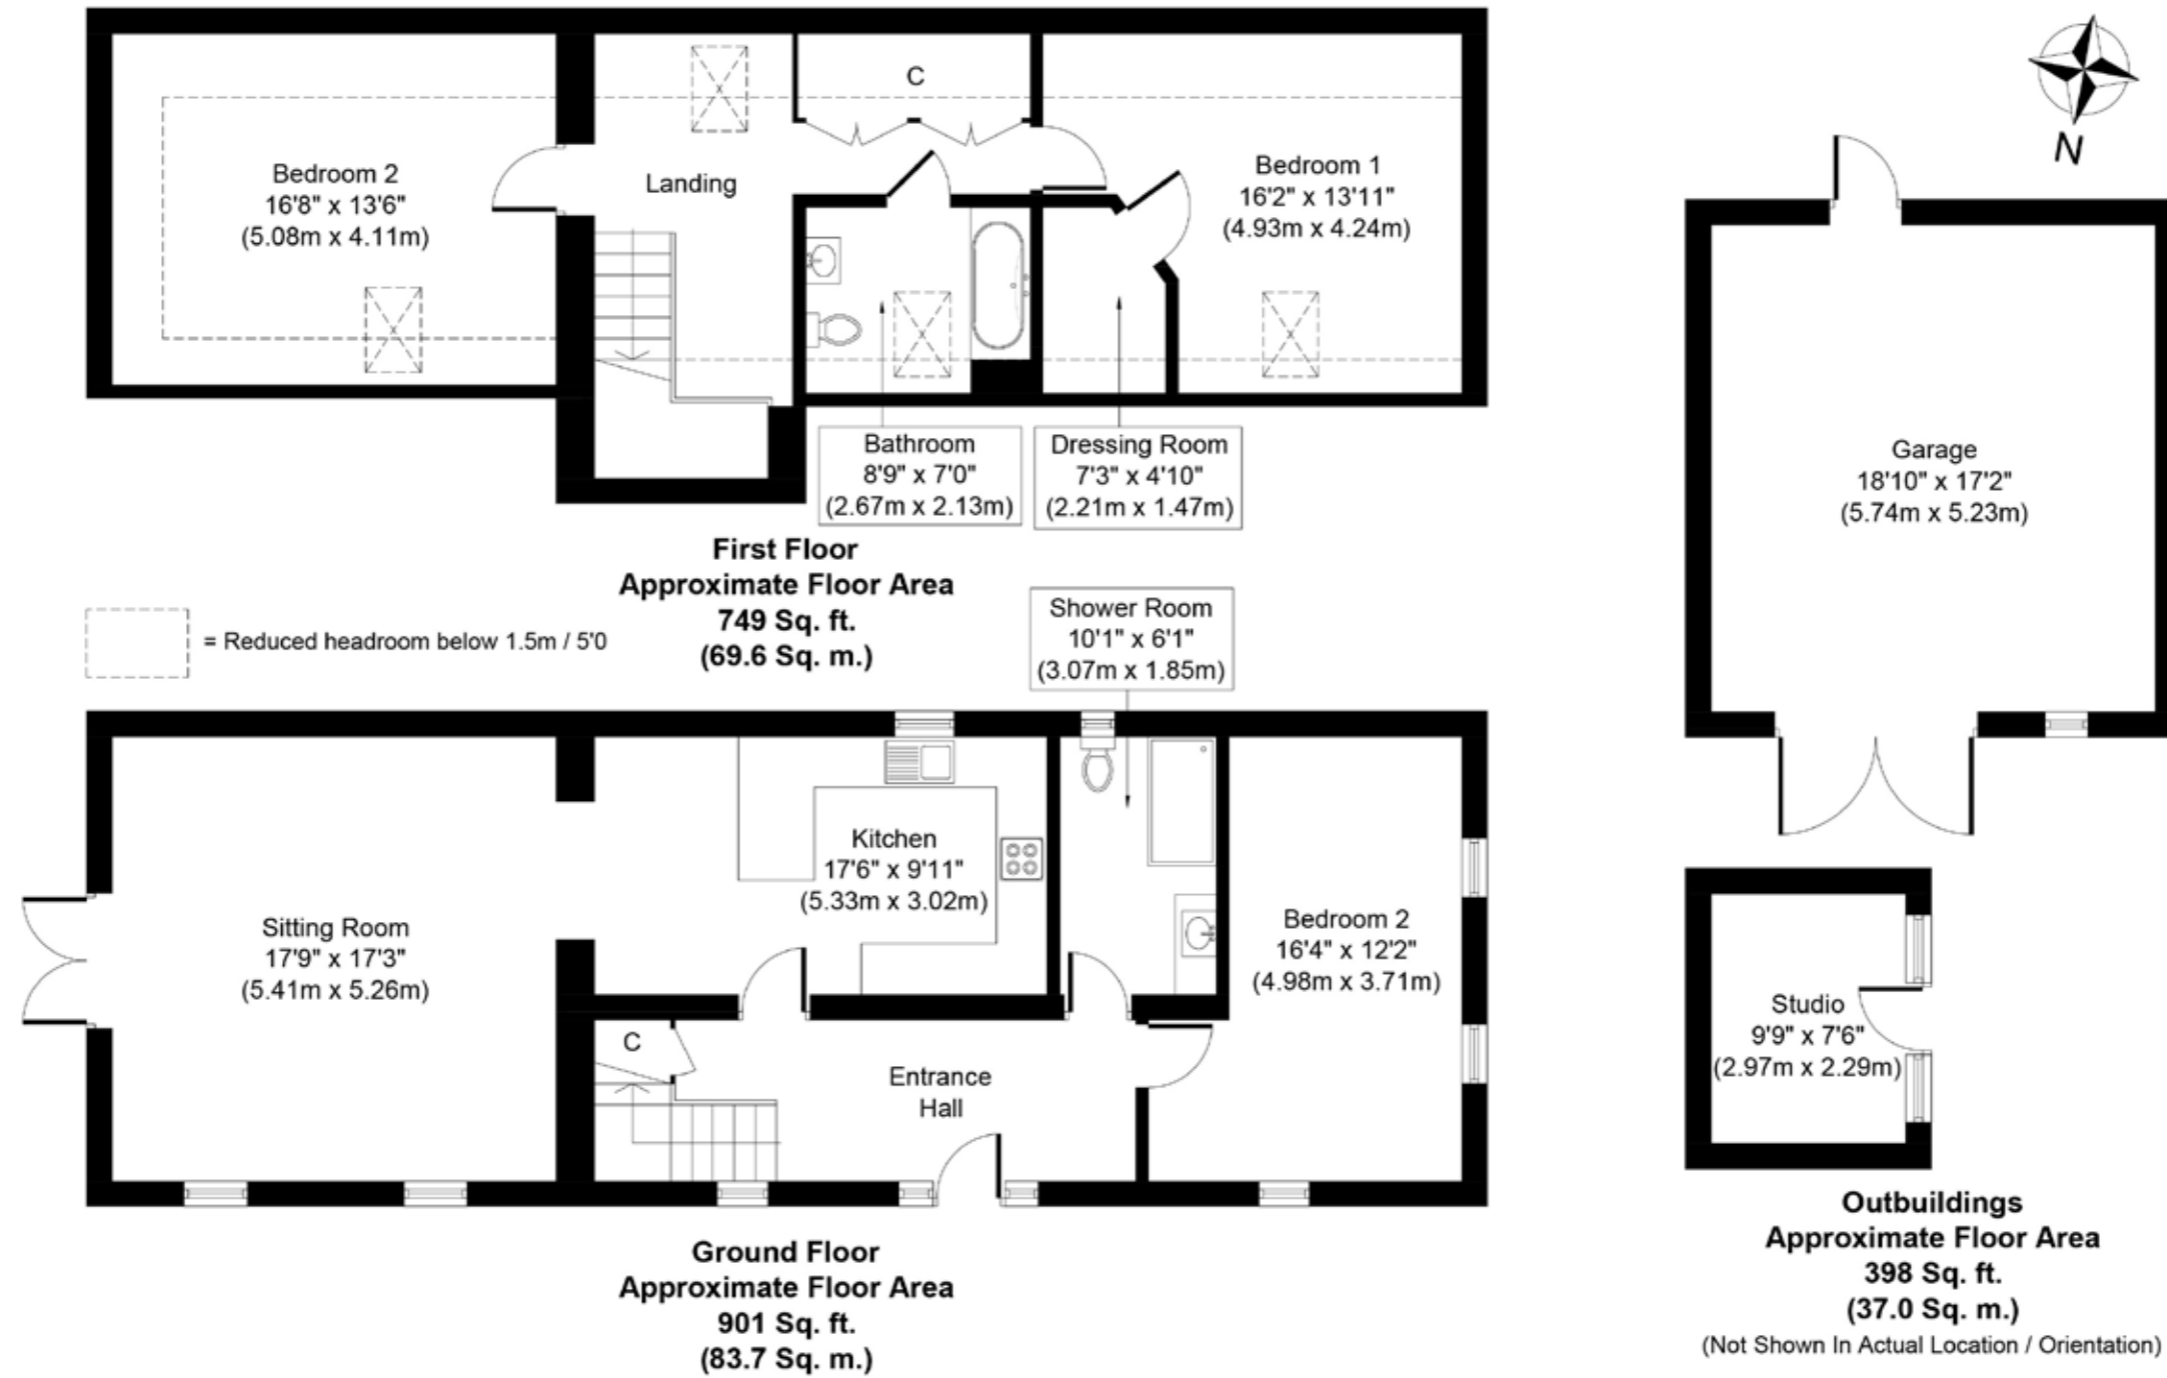 N
C
Bedroom 2
16'8" x 13'6"
(5.08m x 4.11m)
Landing
Bedroom 1
16'2" x 13'11"
(4.93m x 4.24m)
Bathroom
8'9" x 7'0"
(2.67m x 2.13m)
Dressing Room
7'3" x 4'10"
(2.21m x 1.47m)
First Floor
Approximate Floor Area
749 Sq. ft.
(69.6 Sq. m.)
= Reduced headroom below 1.5m / 5'0
Garage
18'10" x 17'2"
(5.74m x 5.23m)
Shower Room
10'1" x 6'1"
(3.07m x 1.85m)
Kitchen
17'6" x 9'11"
(5.33m x 3.02m)
Sitting Room
17'9" x 17'3"
(5.41m x 5.26m)
Bedroom 2
16'4" x 12'2"
(4.98m x 3.71m)
C
Entrance
Hall
Studio
9'9" x 7'6"
(2.97m x 2.29m)
Ground Floor
Approximate Floor Area
901 Sq. ft.
(83.7 Sq. m.)
Outbuildings
Approximate Floor Area
398 Sq. ft.
(37.0 Sq. m.)
(Not Shown In Actual Location / Orientation)